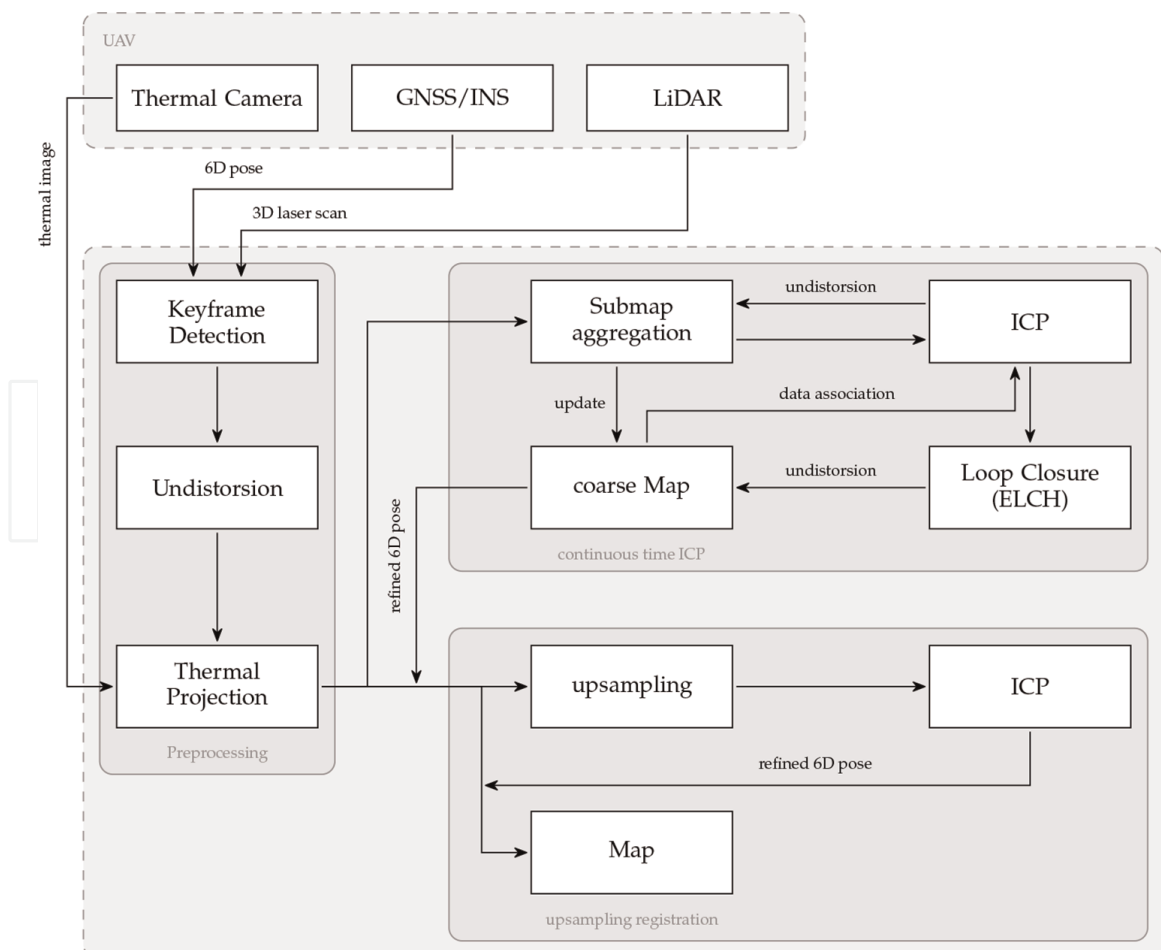 UAV
Thermal Camera
GNSS/INS
LiDAR
thermal image
6D pose
3D laser scan
Keyframe
Detection
Undistorsion
Thermal
Projection
Preprocessing
Submap
aggregation
undistorsion
ICP
update
data association
coarse Map
undistorsion
Loop Closure
(ELCH)
continuous time ICP
refined 6D pose
upsampling
ICP
refined 6D pose
Map
upsampling registration